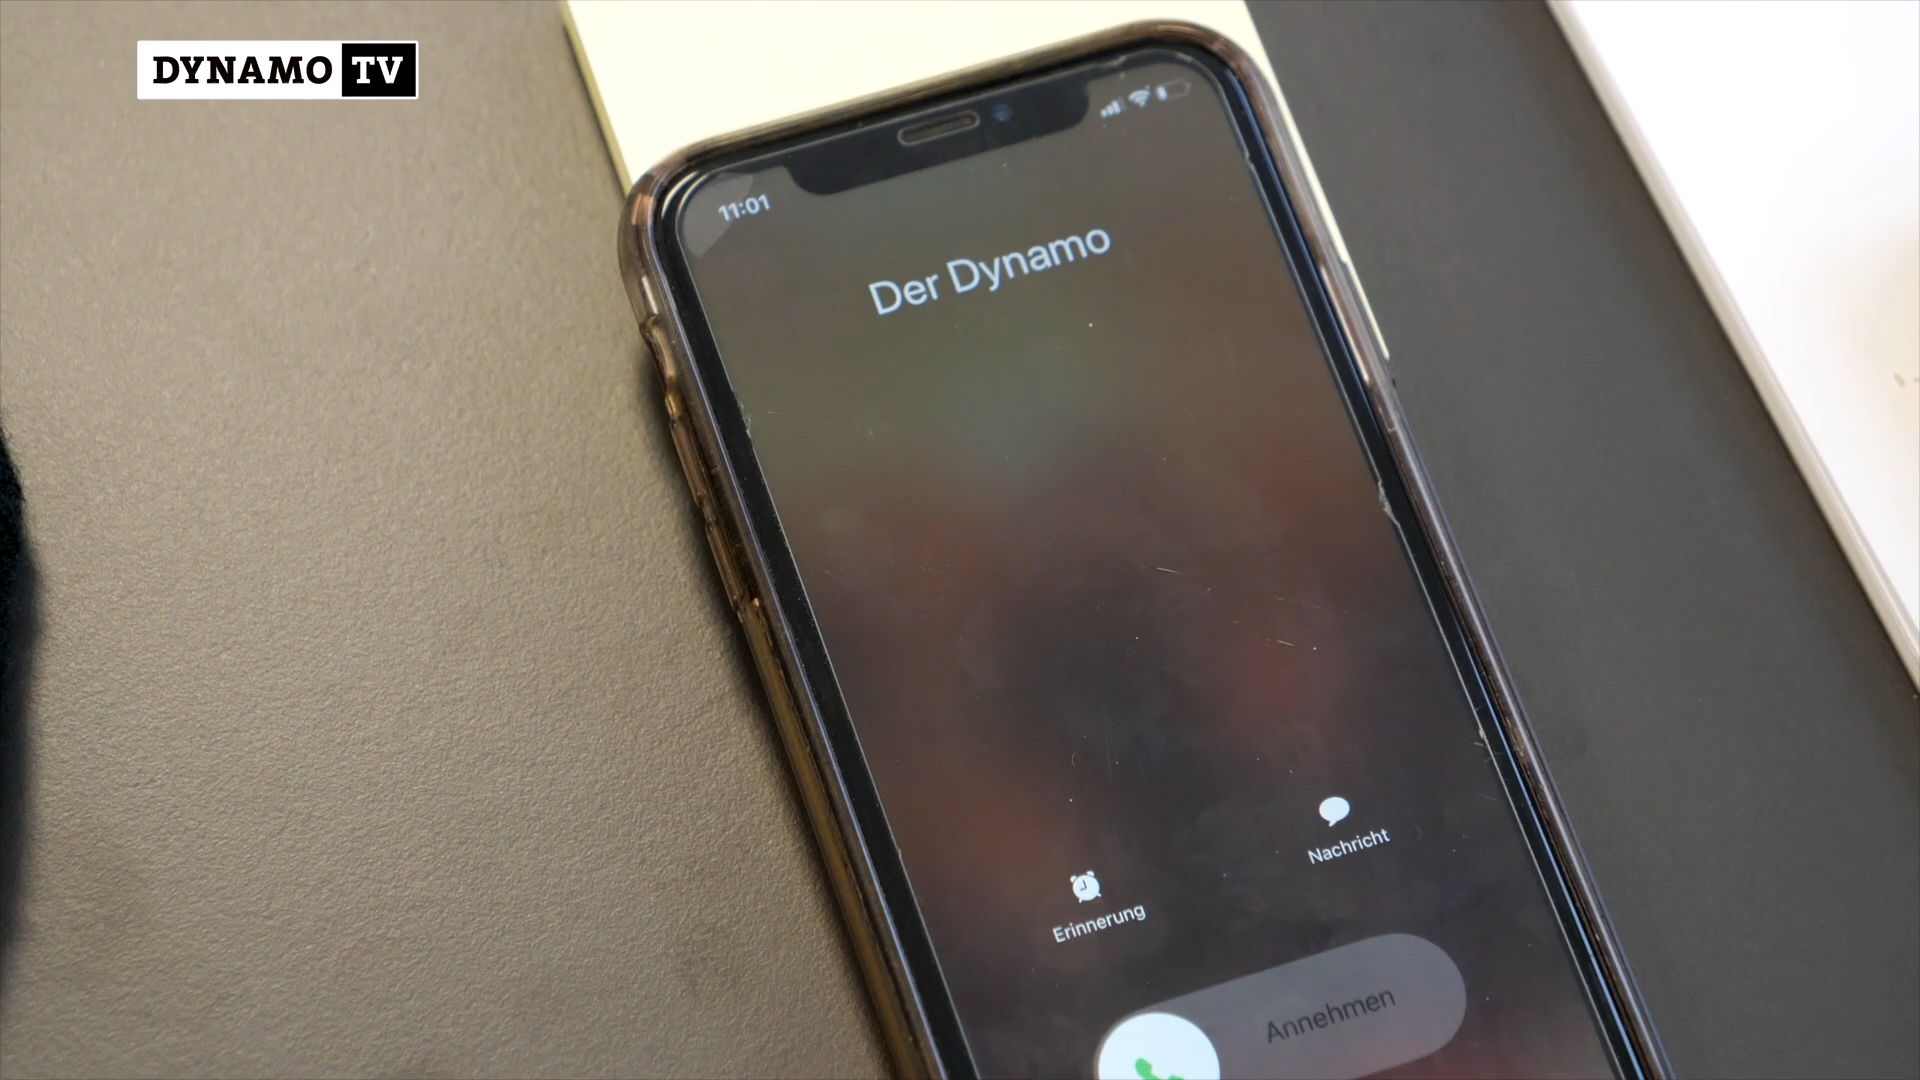 DYNAMO TV
11:01
Der Dynamo
Nachricht
Erinnerung
Annehmen